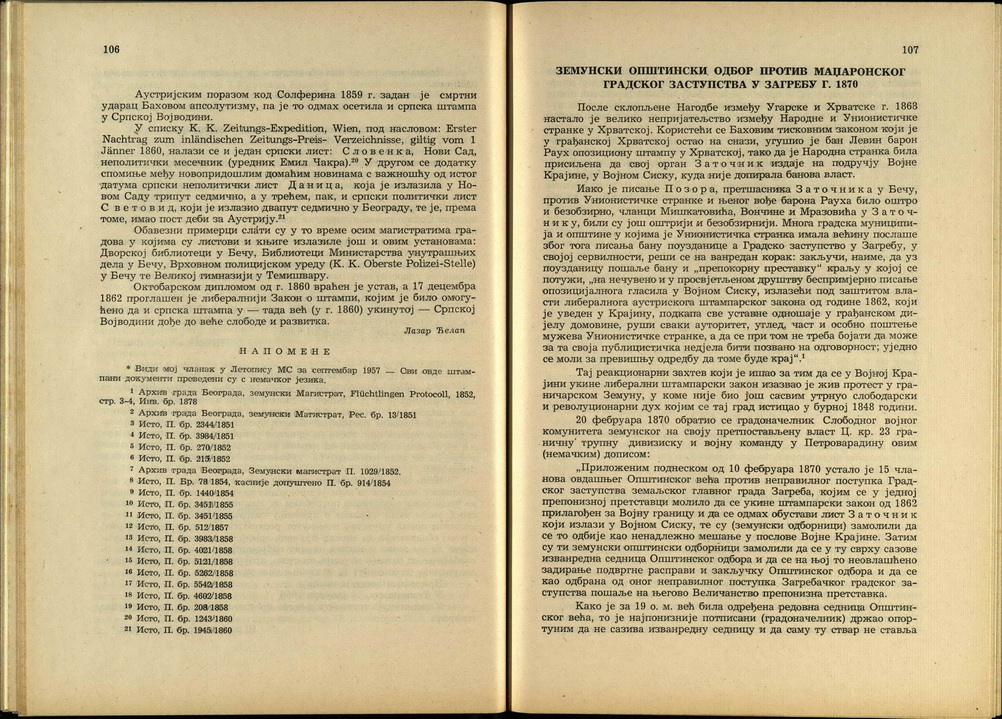 106
Аустријским поразом код Солферина 1859 г. задан је смртни
ударац Баховом апсолутизму, па је то одмах осетила и српска штампа
у Српској Војводини.
У списку K. K. Zeitungs-Expedition, Wien, под насловом: Erster
Nachtrag zum inländischen Zeitungs-Preis- Verzeichnisse, giltig vom 1
Jänner 1860, налази се и један српски лист: Словенка, Нови Сад,
неполитички месечник (уредник Емил Чакра).20 У другом се додатку
спомиње међу новопридошлим домаћим новинама с важношћу од истог
датума српски неполитички лист Даница, која је излазила у Но-
вом Саду трипут седмично, а у трећем, пак, и српски политички лист
Световид, који је излазио двапут седмично у Београду, те је, према
томе, имао пост деби за Аустрију.21
Обавезни примерци слати су у то време осим магистратима гра-
дова у којима су листови и књиге излазиле још и овим установама:
Дворској библиотеци у Бечу, Библиотеци Министарства унутрашњих
дела у Бечу, Врховном полицијском уреду (K. K. Oberste Polizei-Stelle)
у Бечу те Великој гимназији у Темишвару.
Октобарском дипломом од г. 1860 враћен је устав, а 17 децембра
1862 проглашен је либералнији Закон о штампи, којим је било омогу-
ћено да и српска штампа у — тада већ (у г. 1860) укинутој — Српској
Војводини дође до веће слободе и развитка.
Лазар Ћелап
НАПОМЕНЕ
* Види мој чланак у Летопису МС за септембар 1957 — Сви овде штам-
пани документи преведени су с немачког језика.
1 Архив града Београда, земунски Магистрат, Flüchtlingen Protocoll, 1852,
стр. 3-4, Инв. бр. 1878
2 Архив града Београда, земунски Магистрат, Рес. бр. 13/1851
3 Исто, П. бр. 2344/1851
4 Исто, П. бр. 3984/1851
5 Исто, П. бр. 270/1852
6 Исто, П. бр. 215/1852
7 Архив града Београда, Земунски магистрат П. 1029/1852.
8 Исто, П. Бр. 78/1854, касније допуштено П. бр. 914/1854
9 Исто, П. бр. 1440/1854
10 Исто, П. бр. 3451/1855
11 Исто, П. бр. 3451/1855
12 Исто, П. бр. 512/1857
13 Исто, П. бр. 3983/1858
14 Исто, П. бр. 4021/1858
15 Исто, П. бр. 5121/1858
16 Исто, П. бр. 5262/1858
17 Исто, П. бр. 5542/1858
18 Исто, П. бр. 4602/1858
19 Исто, П. бр. 208/1858
20 Исто, П. бр. 1243/1860
21 Исто, П. бр. 1945/1860
107
ЗЕМУНСКИ ОПШТИНСКИ ОДБОР ПРОТИВ МАЏАРОНСКОГ
ГРАДСКОГ ЗАСТУПСТВА У ЗАГРЕБУ Г. 1870
После склопљене Нагодбе између Угарске и Хрватске г. 1868
настало је велико непријатељство између Народне и Унионистичке
странке у Хрватској. Користећи се Баховим тисковним законом који је
у грађанској Хрватској остао на снази, угушио је бан Левин барон
Раух опозициону штампу у Хрватској, тако да је Народна странка била
присиљена да свој орган Заточник издаје на подручју Војне
Крајине, у Војном Сиску, куда није допирала банова власт.
Иако је писање Позора, претшасника Заточника у Бечу,
против Унионистичке странке и њеног вође барона Рауха било оштро
и безобзирно, чланци Мишкатовића, Вончине и Мразовића у Заточ-
нику, били су још оштрији и безобзирнији. Многа градска муниципи-
ја и општине у којима је Унионистичка странка имала већину послаше
због тога писања бану поузданице а Градско заступство у Загребу, у
својој сервилности, реши се на ванредан корак: закључи, наиме, да уз
поузданицу пошаље бану и „препокорну преставку“ краљу у којој се
потужи, „на нечувено и у просвјетљеном друштву беспримјерно писање
опозицијалног гласила у Војном Сиску, излазећи под заштитом вла-
сти либералнога аустрискога штампарског закона од године 1862, који
је уведен у Крајину, подкапа све уставне одношаје у грађанском ди-
јелу домовине, руши сваки ауторитет, углед, част и особно поштење
мужева Унионистичке странке, а да се при том не треба бојати да може
за та своја публицистичка недјела бити позвано на одговорност; уједно
се моли за превишњу одредбу да томе буде крај“.1
Тај реакционарни захтев који је ишао за тим да се у Војној Кра-
јини укине либерални штампарски закон изазвао је жив протест у гра-
ничарском Земуну, у коме није био још сасвим утрнуо слободарски
и револуционарни дух којим се тај град истицао у бурној 1848 години.
20 фебруара 1870 обратио се градоначелник Слободног војног
комунитета земунског на своју претпостављену власт Ц. кр. 23 гра-
ничну трупну дивизиску и војну команду у Петроварадину овим
(немачким) дописом:
„Приложеним поднеском од 10 фебруара 1870 устало је 15 чла-
нова овдашњег Општинског већа против неправилног поступка Град-
ског заступства земаљског главног града Загреба, којим се у једној
препонизној претставци молило да се укине штампарски закон од 1862
прилагођен за Војну границу и да се одмах обустави лист Заточник
који излази у Војном Сиску, те су (земунски одборници) замолили да
се то одбије као ненадлежно мешање у послове Војне Крајине. Затим
су ти земунски општински одборници замолили да се у ту сврху сазове
изванредна седница Општинског одбора и да се на њој то неовлашћено
задирање подвргне расправи и закључку Општинског одбора и да се
као одбрана од оног неправилног поступка Загребачког градског за-
ступства пошаље на његово Величанство препонизна претставка.
Како је за 19 о. м. већ била одређена редовна седница Општин-
ског већа, то је најпонизније потписани (градоначелник) држао опор-
туним да не сазива изванредну седницу и да саму ту ствар не ставља